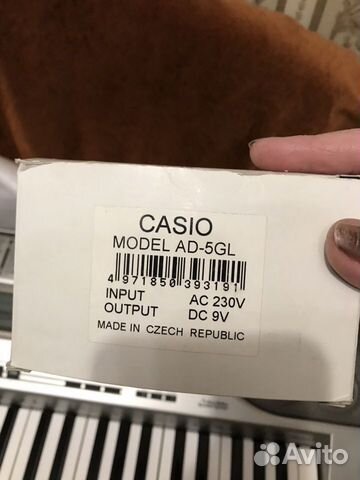 CASIO
MODEL AD-5GL
4 971850 393191
INPUT AC 230V
OUTPUT DC 9V
MADE IN CZECH REPUBLIC
Avito